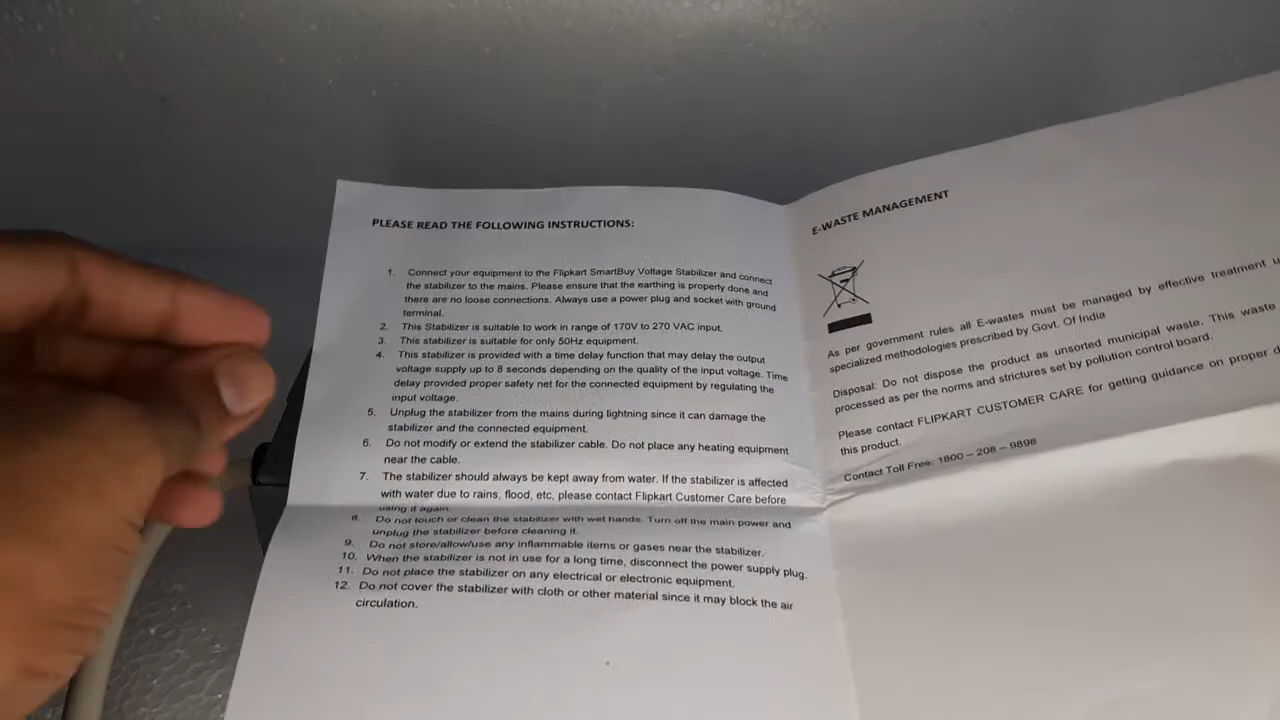 PLEASE READ THE FOLLOWING INSTRUCTIONS:
1. Connect your equipment to the Flipkart SmartBuy Voltage Stabilizer and connect
the stabilizer to the mains. Please ensure that the earthing is properly done and
there are no loose connections. Always use a power plug and socket with ground
terminal.
2. This Stabilizer is suitable to work in range of 170V to 270 VAC input.
3. This stabilizer is suitable for only 50Hz equipment.
4. This stabilizer is provided with a time delay function that may delay the output
voltage supply up to 8 seconds depending on the quality of the input voltage. Time
delay provided proper safety net for the connected equipment by regulating the
input voltage.
5. Unplug the stabilizer from the mains during lightning since it can damage the
stabilizer and the connected equipment.
6. Do not modify or extend the stabilizer cable. Do not place any heating equipment
near the cable.
7. The stabilizer should always be kept away from water. If the stabilizer is affected
with water due to rains, flood, etc, please contact Flipkart Customer Care before
using it again.
8. Do not touch or clean the stabilizer with wet hands. Turn off the main power and
unplug the stabilizer before cleaning it.
9. Do not store/allow/use any inflammable items or gases near the stabilizer.
10. When the stabilizer is not in use for a long time, disconnect the power supply plug.
11. Do not place the stabilizer on any electrical or electronic equipment.
12. Do not cover the stabilizer with cloth or other material since it may block the air
circulation.
E-WASTE MANAGEMENT
As per government rules all E-wastes must be managed by effective treatment
specialized methodologies prescribed by Govt. Of India
Disposal: Do not dispose the product as unsorted municipal waste. This waste
processed as per the norms and strictures set by pollution control board.
Please contact FLIPKART CUSTOMER CARE for getting guidance on proper
this product.
Contact Toll Free: 1800 – 208 – 9898